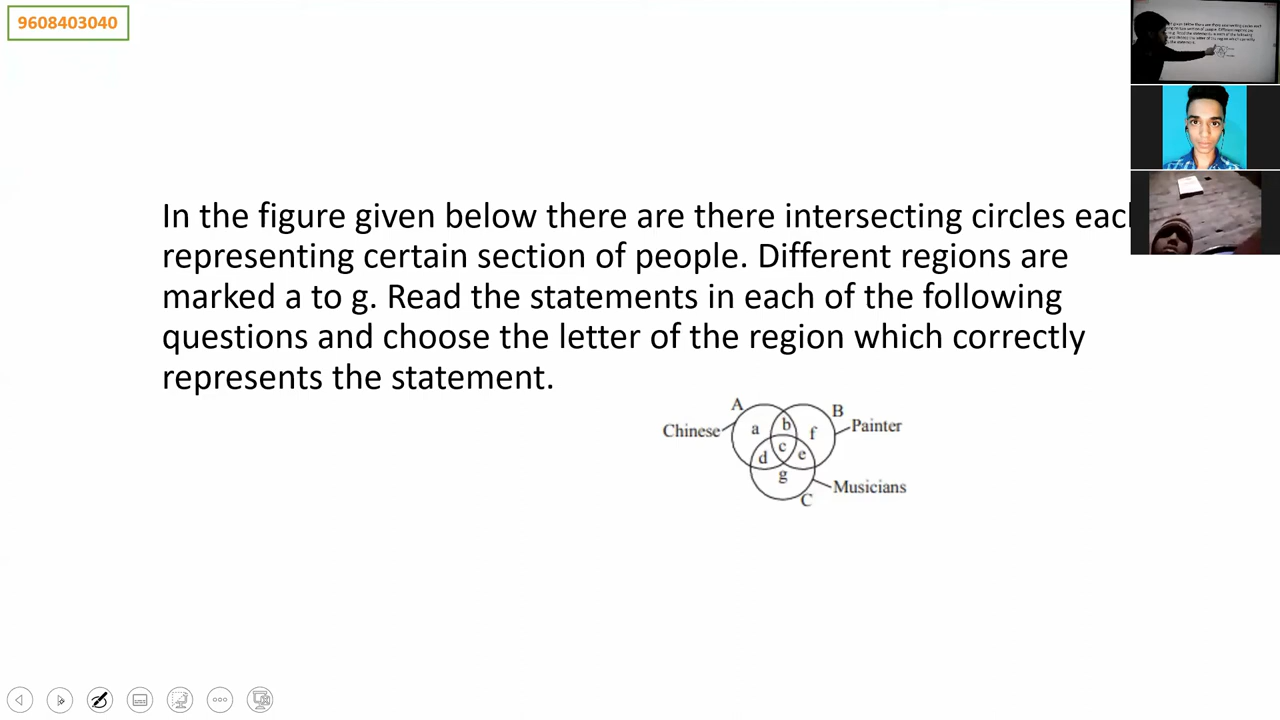 9608403040
In the figure given below there are there intersecting circles each
representing certain section of people. Different regions are
marked a to g. Read the statements in each of the following
questions and choose the letter of the region which correctly
represents the statement.
A
B
Chinese
a
b
f
Painter
c
d
e
g
Musicians
C